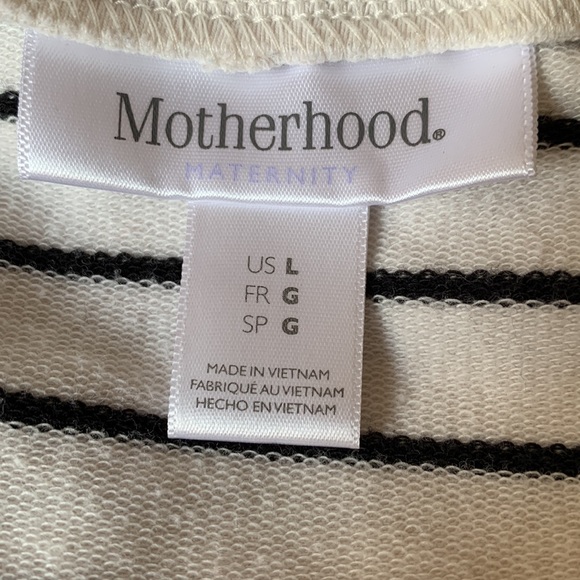 Motherhood®
MATERNITY
US L
FR G
SP G
MADE IN VIETNAM
FABRIQUÉ AU VIETNAM
HECHO EN VIETNAM